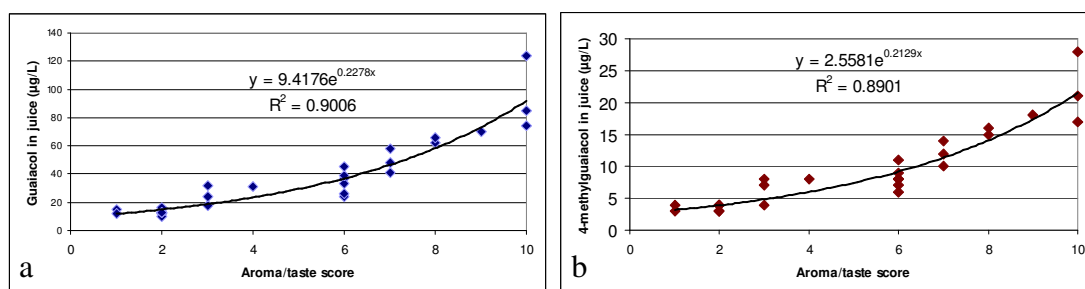 Guaiacol in juice (µg/L)
140
120
100
80
60
40
20
0
y = 9.4176e^0.2278x
R² = 0.9006
0 2 4 6 8 10
Aroma/taste score
a
4-methylguaiacol in juice (µg/L)
30
25
20
15
10
5
0
y = 2.5581e^0.2129x
R² = 0.8901
0 2 4 6 8 10
Aroma/taste score
b